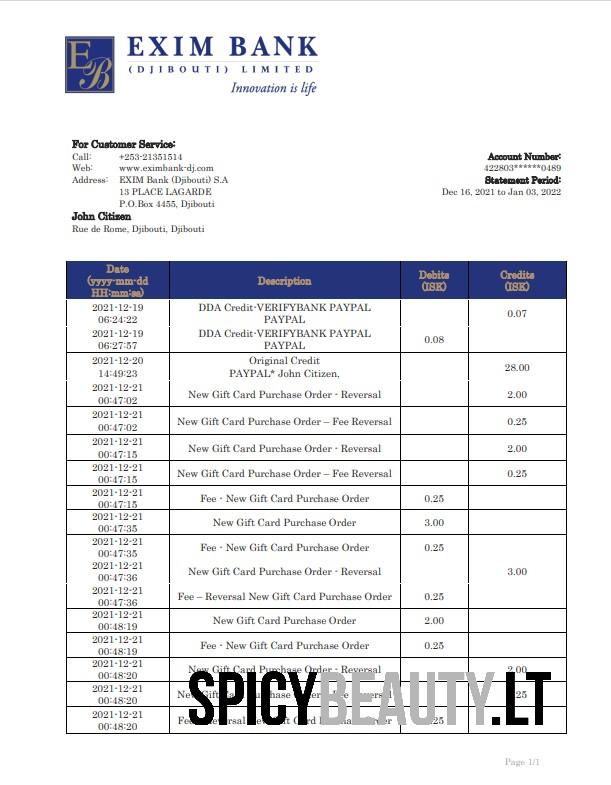 EB
EXIM BANK
(DJIBOUTI) LIMITED
Innovation is life
For Customer Service:
Call: +253-21351514
Web: www.eximbank-dj.com
Address: EXIM Bank (Djibouti) S.A
13 PLACE LAGARDE
P.O.Box 4455, Djibouti
John Citizen
Rue de Rome, Djibouti, Djibouti
Account Number:
422803******0489
Statement Period:
Dec 16, 2021 to Jan 03, 2022
Date (yyyy-mm-dd HH:mm:ss) Description Debits (ISK) Credits (ISK)
2021-12-19 06:24:22 DDA Credit-VERIFYBANK PAYPAL PAYPAL 0.07
2021-12-19 06:27:57 DDA Credit-VERIFYBANK PAYPAL PAYPAL 0.08
2021-12-20 14:49:23 Original Credit PAYPAL* John Citizen, 28.00
2021-12-21 00:47:02 New Gift Card Purchase Order - Reversal 2.00
2021-12-21 00:47:02 New Gift Card Purchase Order – Fee Reversal 0.25
2021-12-21 00:47:15 New Gift Card Purchase Order - Reversal 2.00
2021-12-21 00:47:15 New Gift Card Purchase Order – Fee Reversal 0.25
2021-12-21 00:47:15 Fee - New Gift Card Purchase Order 0.25
2021-12-21 00:47:35 New Gift Card Purchase Order 3.00
2021-12-21 00:47:35 Fee - New Gift Card Purchase Order 0.25
2021-12-21 00:47:36 New Gift Card Purchase Order - Reversal 3.00
2021-12-21 00:47:36 Fee – Reversal New Gift Card Purchase Order 0.25
2021-12-21 00:48:19 New Gift Card Purchase Order 2.00
2021-12-21 00:48:19 Fee - New Gift Card Purchase Order 0.25
2021-12-21 00:48:20 New Gift Card Purchase Order - Reversal 2.00
2021-12-21 00:48:20
2021-12-21 00:48:20
SPICYBEAUTY.LT
Page 1/1